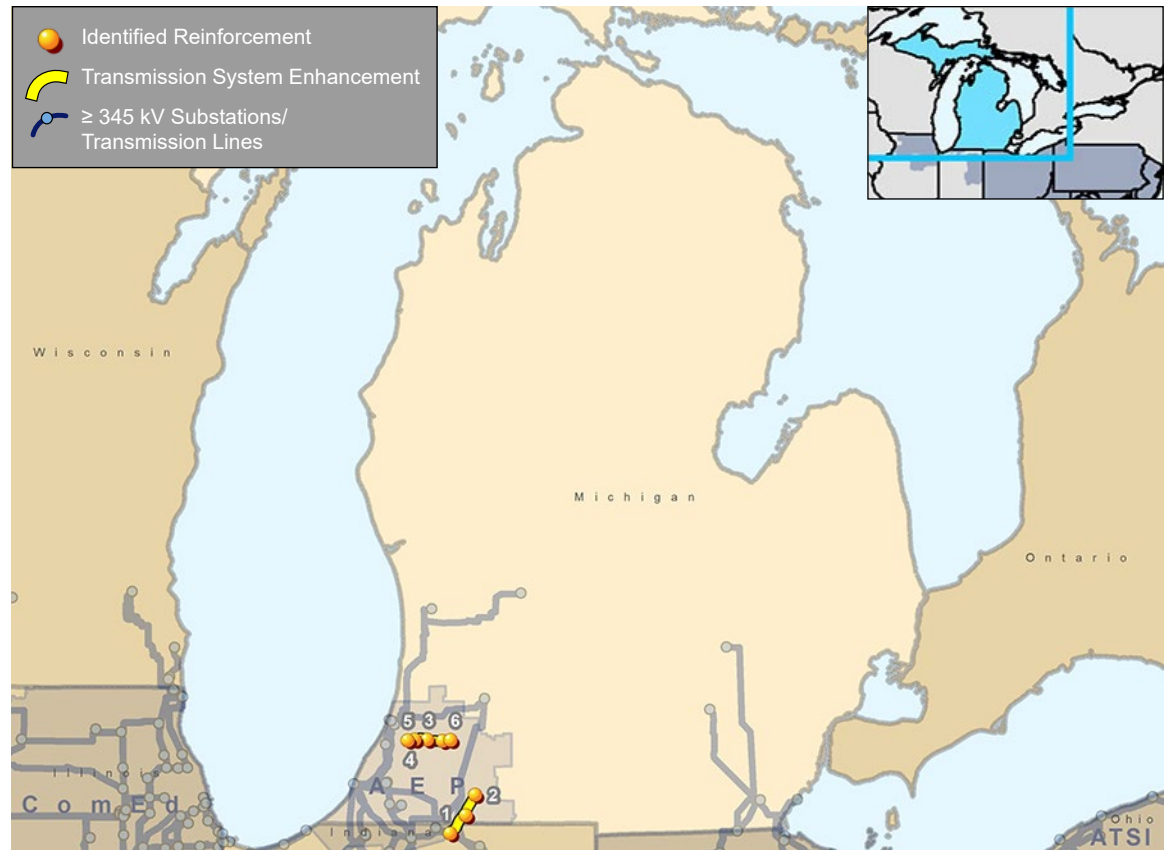 Identified Reinforcement
Transmission System Enhancement
≥ 345 kV Substations/
Transmission Lines
Wisconsin
Michigan
Ontario
5 3 6
4
Illinois
AEP
2
ComEd
1
Indiana
Ohio
ATSI